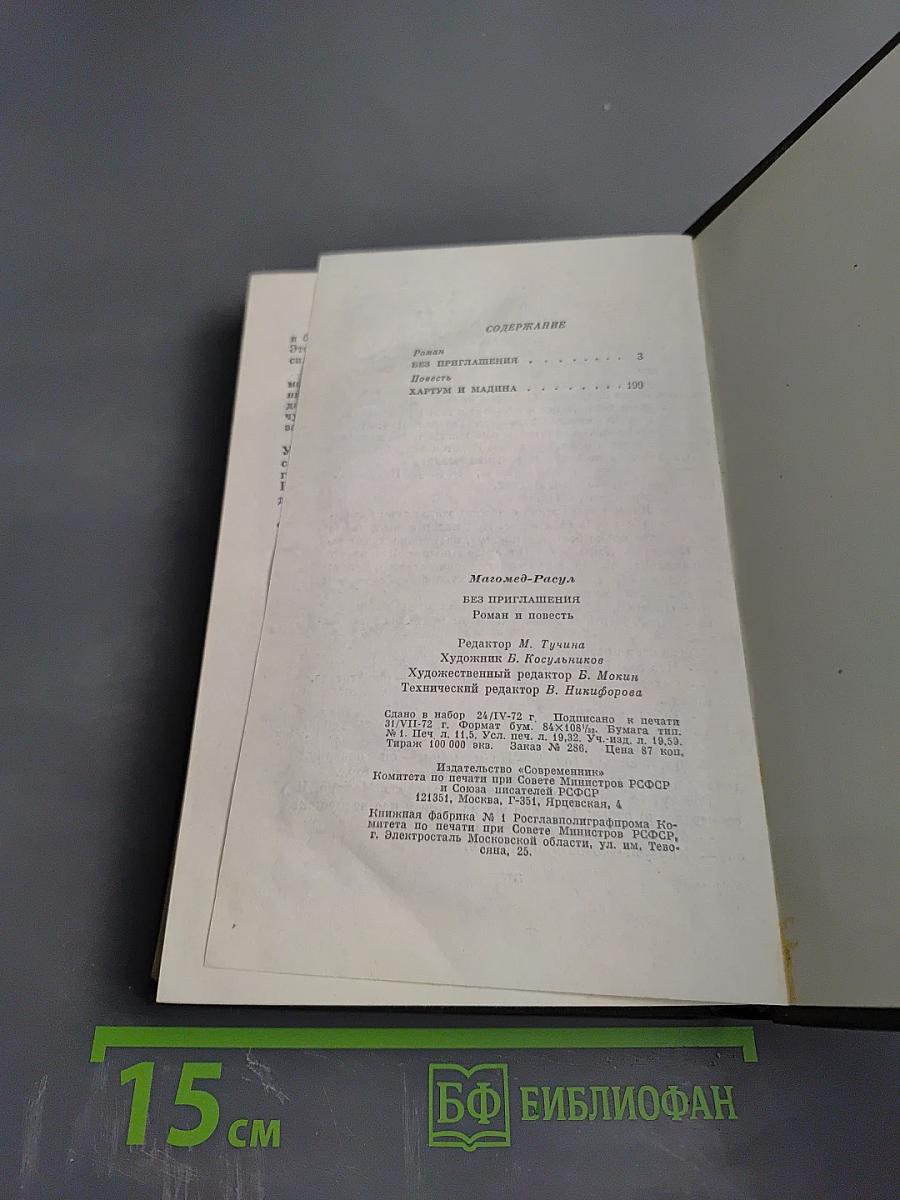 СОДЕРЖАНИЕ
Роман
БЕЗ ПРИГЛАШЕНИЯ . . . . . . . . 3
Повесть
ХАРТУМ И МАДИНА . . . . . . . . 199
Магомед-Расул
БЕЗ ПРИГЛАШЕНИЯ
Роман и повесть
Редактор М. Тучина
Художник Б. Косульников
Художественный редактор Б. Мокин
Технический редактор В. Никифорова
Сдано в набор 24/IV-72 г. Подписано к печати
31/VII-72 г. Формат бум. 84×108¹/₃₂. Бумага тип.
№ 1. Печ л. 11,5. Усл. печ. л. 19,32. Уч.-изд. л. 19,59.
Тираж 100 000 экз. Заказ № 286. Цена 87 коп.
Издательство «Современник»
Комитета по печати при Совете Министров РСФСР
и Союза писателей РСФСР
121351, Москва, Г-351, Ярцевская, 4
Книжная фабрика № 1 Росглавполиграфпрома Ко-
митета по печати при Совете Министров РСФСР,
г. Электросталь Московской области, ул. им. Тево-
сяна, 25.
15 см
БФ БИБЛИОФАН